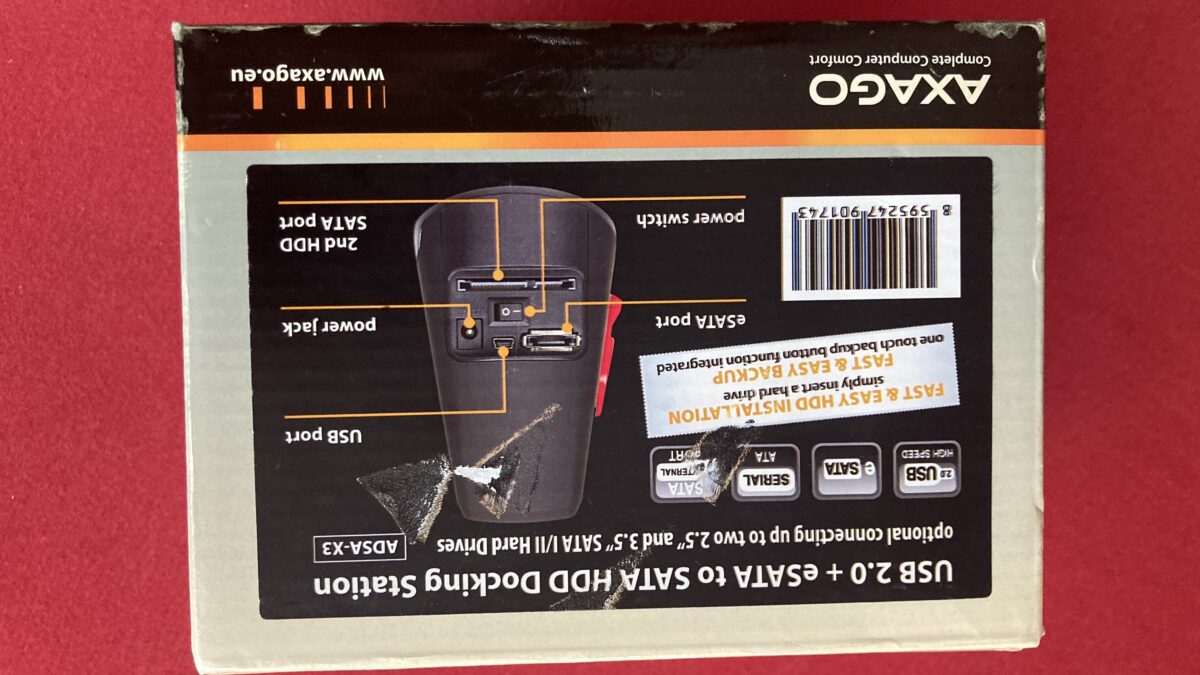 USB 2.0 + eSATA to SATA HDD Docking Station
optional connecting up to two 2.5" and 3.5" SATA I/II Hard Drives
ADSA-X3
2.0 USB
HIGH SPEED
e SATA
SERIAL
ATA
SATA
EXTERNAL
PORT
FAST & EASY HDD INSTALLATION
simply insert a hard drive
FAST & EASY BACKUP
one touch backup button function integrated
USB port
eSATA port
power jack
power switch
2nd HDD
SATA port
8 595247 901743
AXAGO
Complete Computer Comfort
www.axago.eu
O